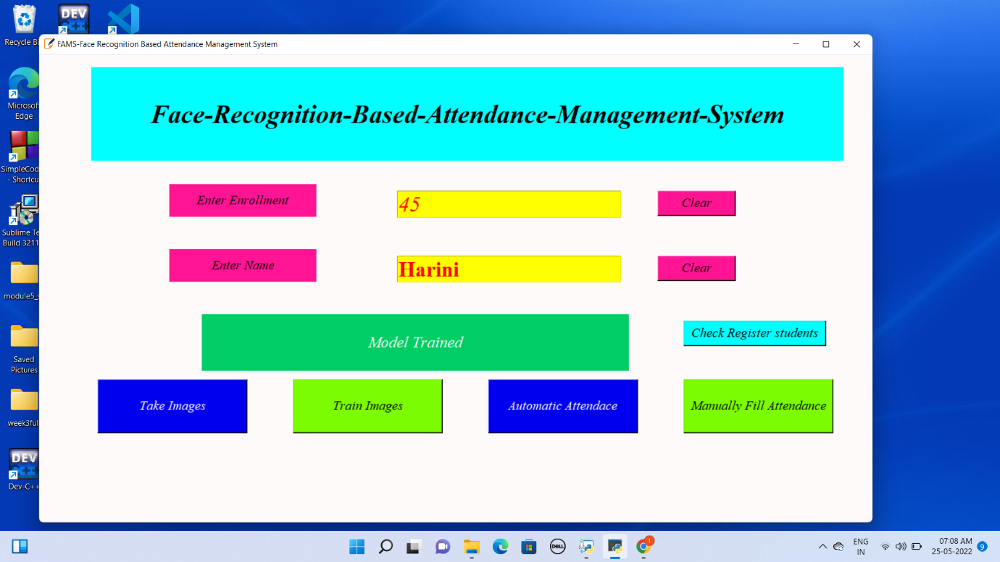 DEV
C++
Recycle Bi
FAMS-Face Recognition Based Attendance Management System
Face-Recognition-Based-Attendance-Management-System
Microsof
Edge
SimpleCod
- Shortcu
Sublime Te
Build 3211
module5_s
Saved
Pictures
week3full
DEV
C++
Dev-C++
Enter Enrollment
45
Clear
Enter Name
Harini
Clear
Model Trained
Check Register students
Take Images
Train Images
Automatic Attendace
Manually Fill Attendance
DELL
ENG
IN
07:08 AM
25-05-2022
9